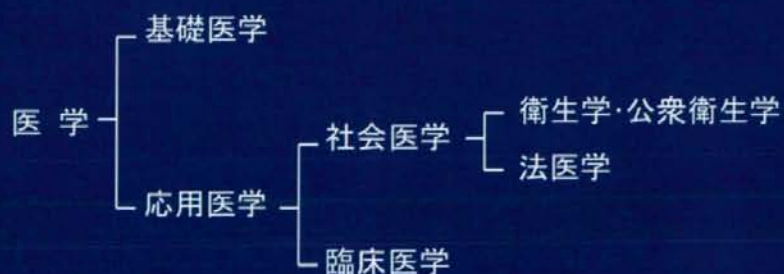 基礎医学
医 学
社会医学
衛生学·公衆衛生学
法医学
応用医学
臨床医学